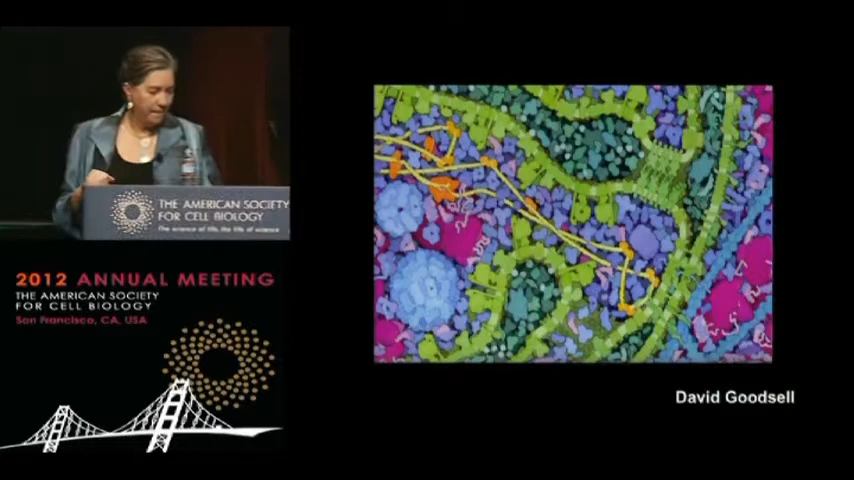 THE AMERICAN SOCIETY
FOR CELL BIOLOGY
The science of life, the life of science
2012 ANNUAL MEETING
THE AMERICAN SOCIETY
FOR CELL BIOLOGY
San Francisco, CA, USA
David Goodsell